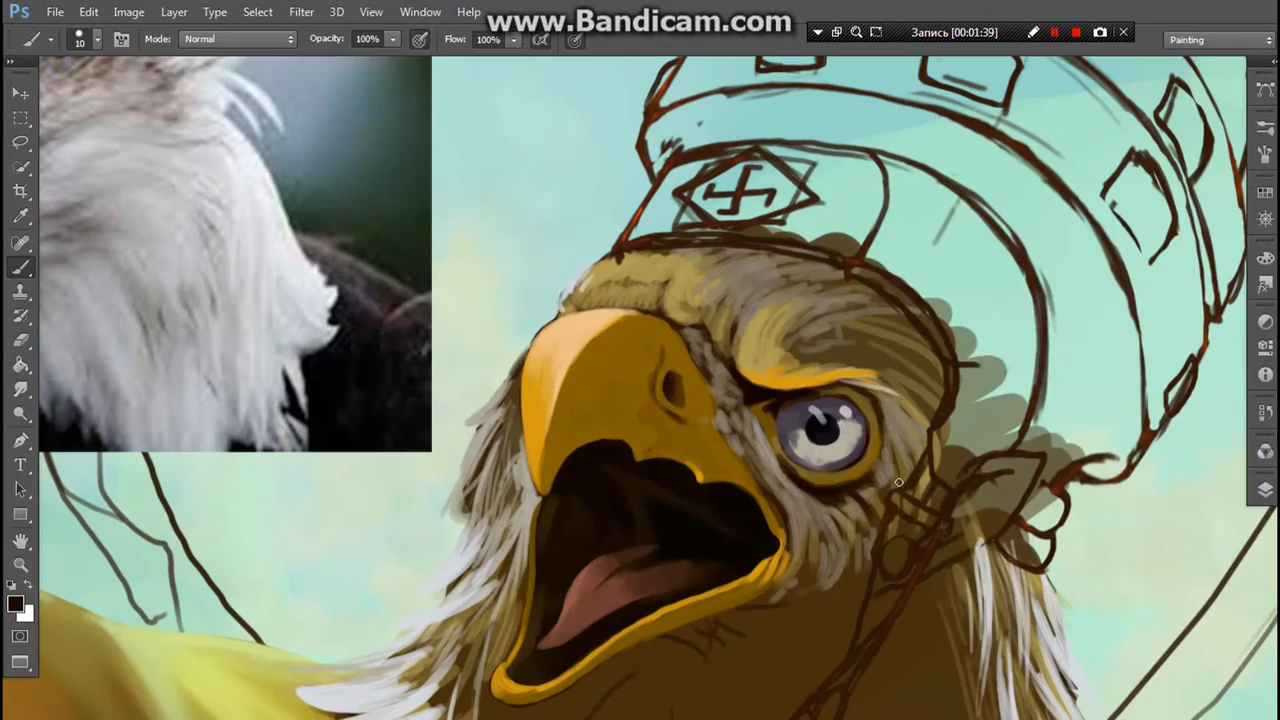 www.Bandicam.com
Ps File Edit Image Layer Type Select Filter 3D View Window Help
10 Mode: Normal Opacity: 100% Flow: 100% Запись [00:01:39] Painting